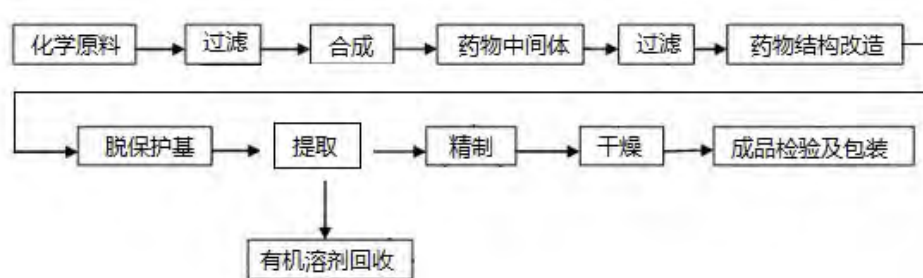 化学原料 过滤 合成 药物中间体 过滤 药物结构改造
脱保护基 提取 精制 干燥 成品检验及包装
有机溶剂回收